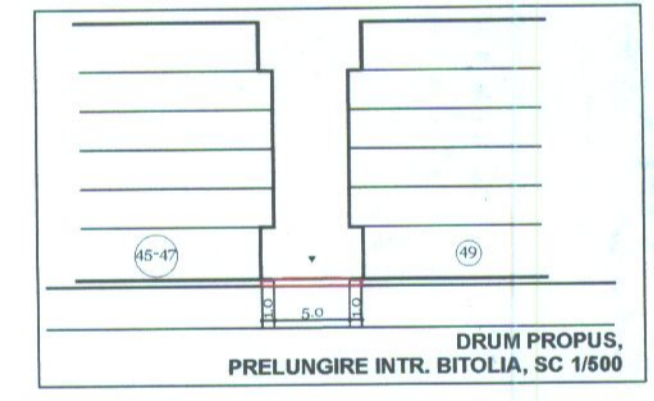 45-47
49
1.0
5.0
1.0
DRUM PROPUS,
PRELUNGIRE INTR. BITOLIA, SC 1/500